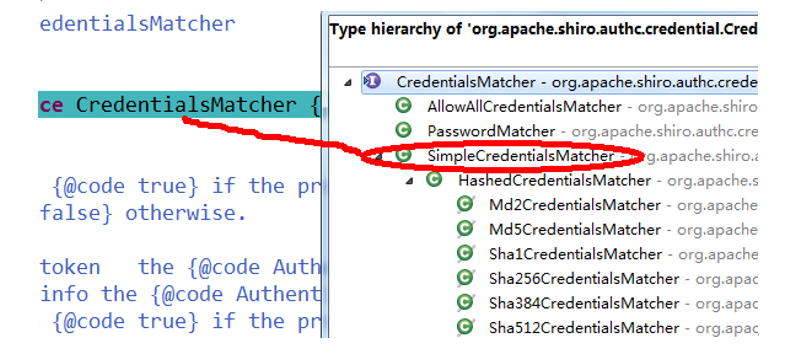 edentialsMatcher
ce CredentialsMatcher {
{@code true} if the pr
false} otherwise.
token the {@code Auth
info the {@code Authent
{@code true} if the pr
Type hierarchy of 'org.apache.shiro.authc.credential.Cred
CredentialsMatcher - org.apache.shiro.authc.crede
AllowAllCredentialsMatcher - org.apache.shiro
PasswordMatcher - org.apache.shiro.authc.cre
SimpleCredentialsMatcher - org.apache.shiro.a
HashedCredentialsMatcher - org.apache.s
Md2CredentialsMatcher - org.apache
Md5CredentialsMatcher - org.apache
Sha1CredentialsMatcher - org.apache
Sha256CredentialsMatcher - org.apache
Sha384CredentialsMatcher - org.apache
Sha512CredentialsMatcher - org.apache